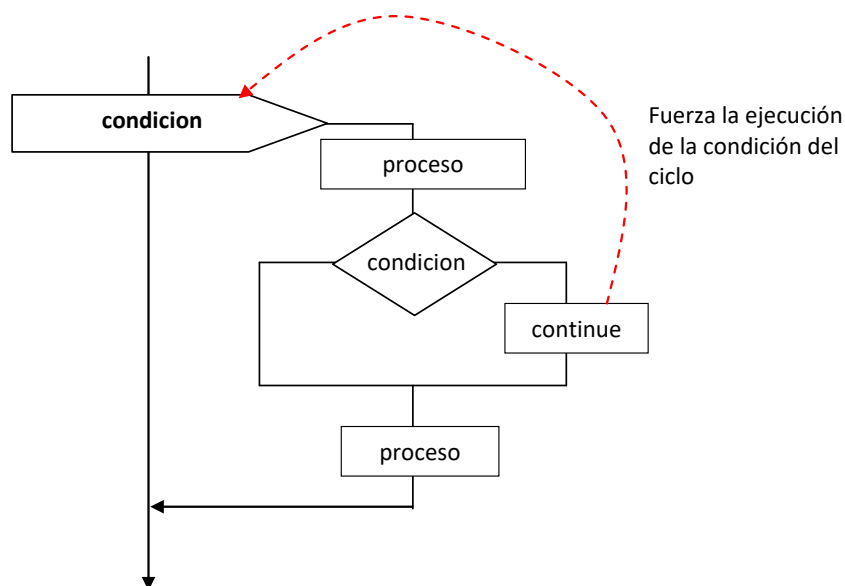 condicion
Fuerza la ejecución
de la condición del
ciclo
proceso
condicion
continue
proceso